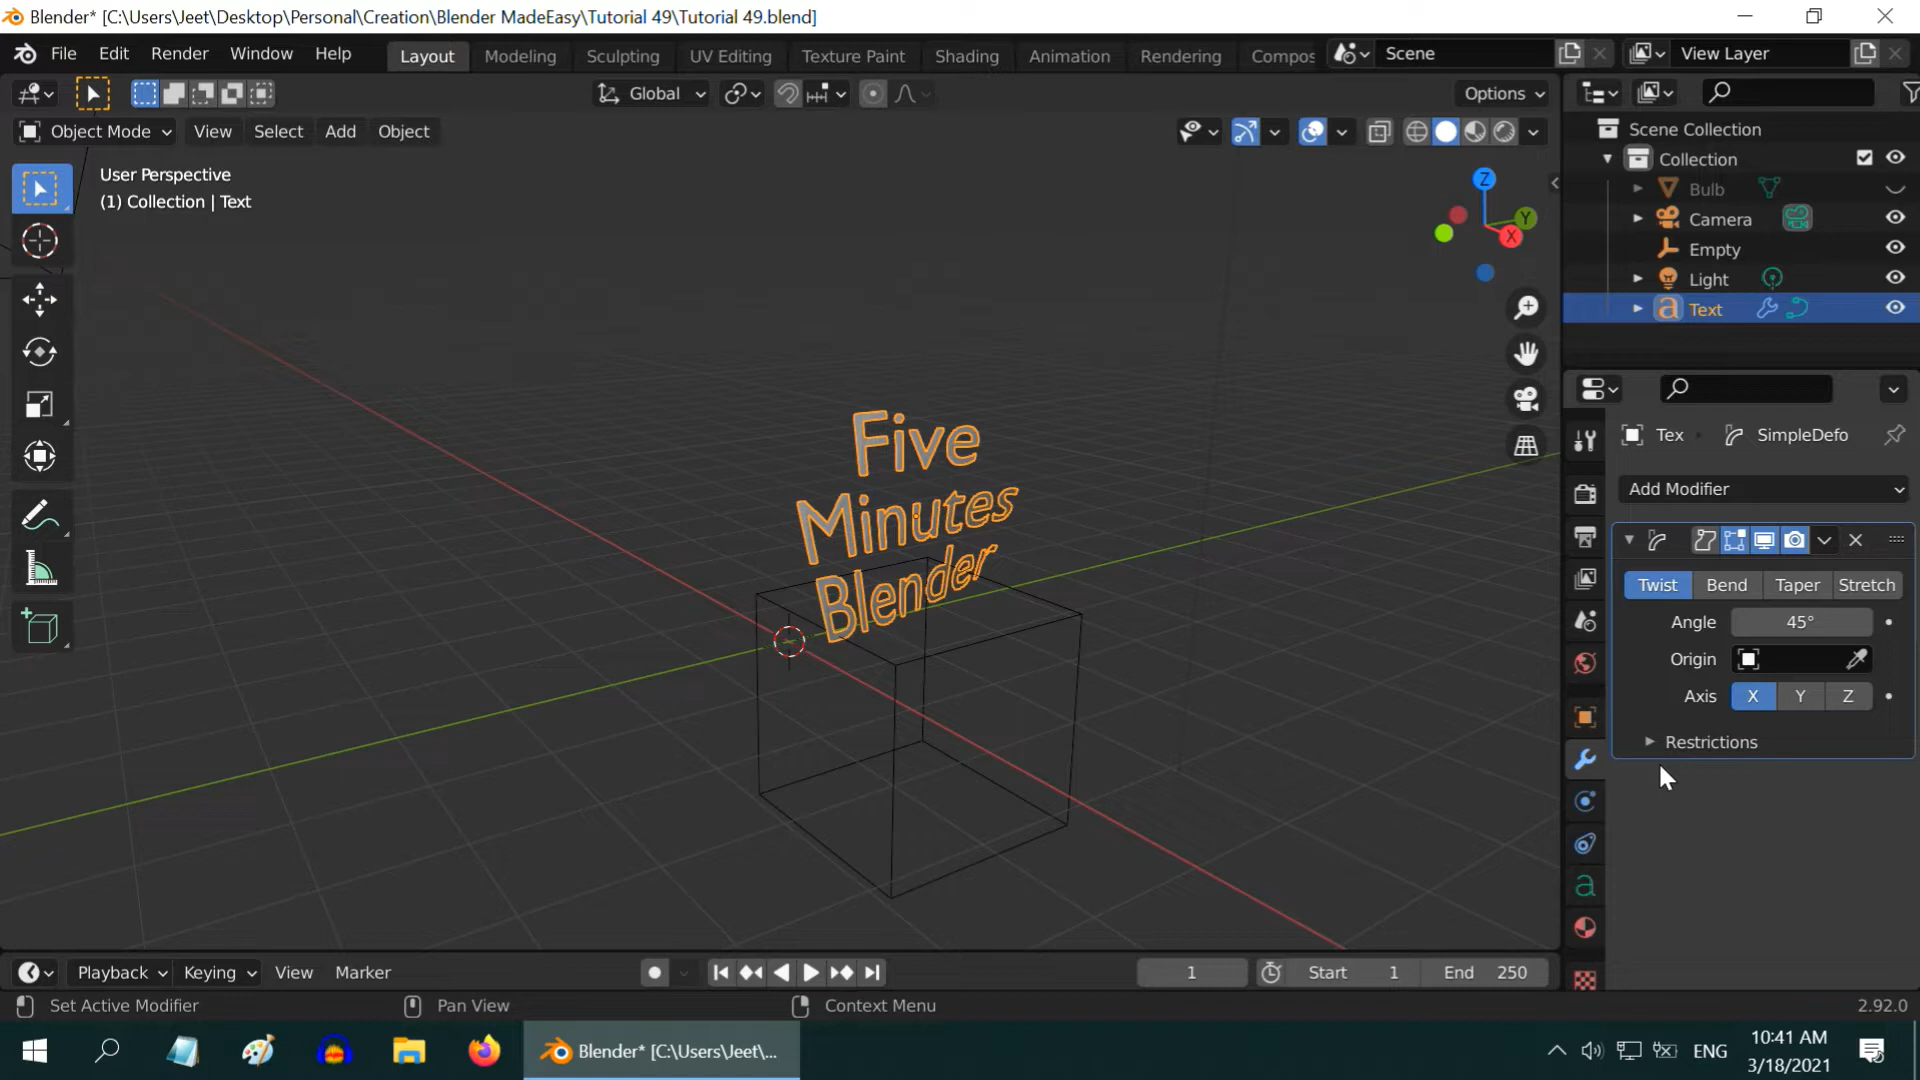 Blender* [C:\Users\Jeet\Desktop\Personal\Creation\Blender MadeEasy\Tutorial 49\Tutorial 49.blend]
File Edit Render Window Help Layout Modeling Sculpting UV Editing Texture Paint Shading Animation Rendering Compos Scene View Layer
Global Options
Object Mode View Select Add Object
User Perspective
(1) Collection | Text
Z
Y
X
Five
Minutes
Blender
Scene Collection
Collection
Bulb
Camera
Empty
Light
a Text
Tex SimpleDefo
Add Modifier
Twist Bend Taper Stretch
Angle 45°
Origin
Axis X Y Z
Restrictions
a
Playback Keying View Marker 1 Start 1 End 250
Set Active Modifier Pan View Context Menu 2.92.0
Blender* [C:\Users\Jeet\...
ENG
10:41 AM
3/18/2021